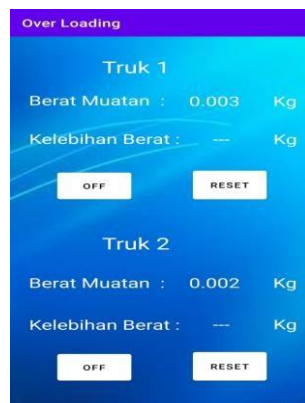 Over Loading
Truk 1
Berat Muatan : 0.003 Kg
Kelebihan Berat : --- Kg
OFF RESET
Truk 2
Berat Muatan : 0.002 Kg
Kelebihan Berat : --- Kg
OFF RESET